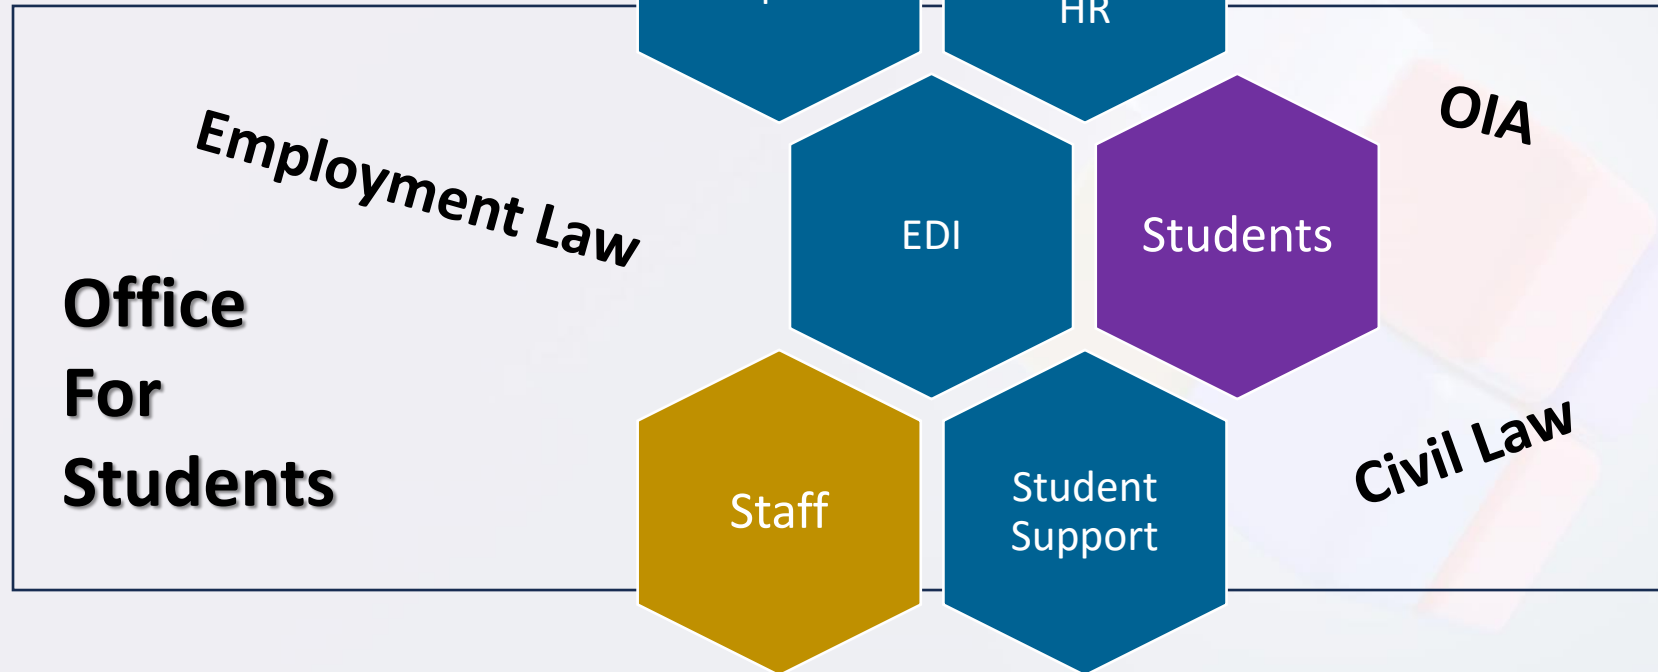 HR
OIA
Employment Law
EDI
Students
Office
For
Students
Civil Law
Staff
Student
Support